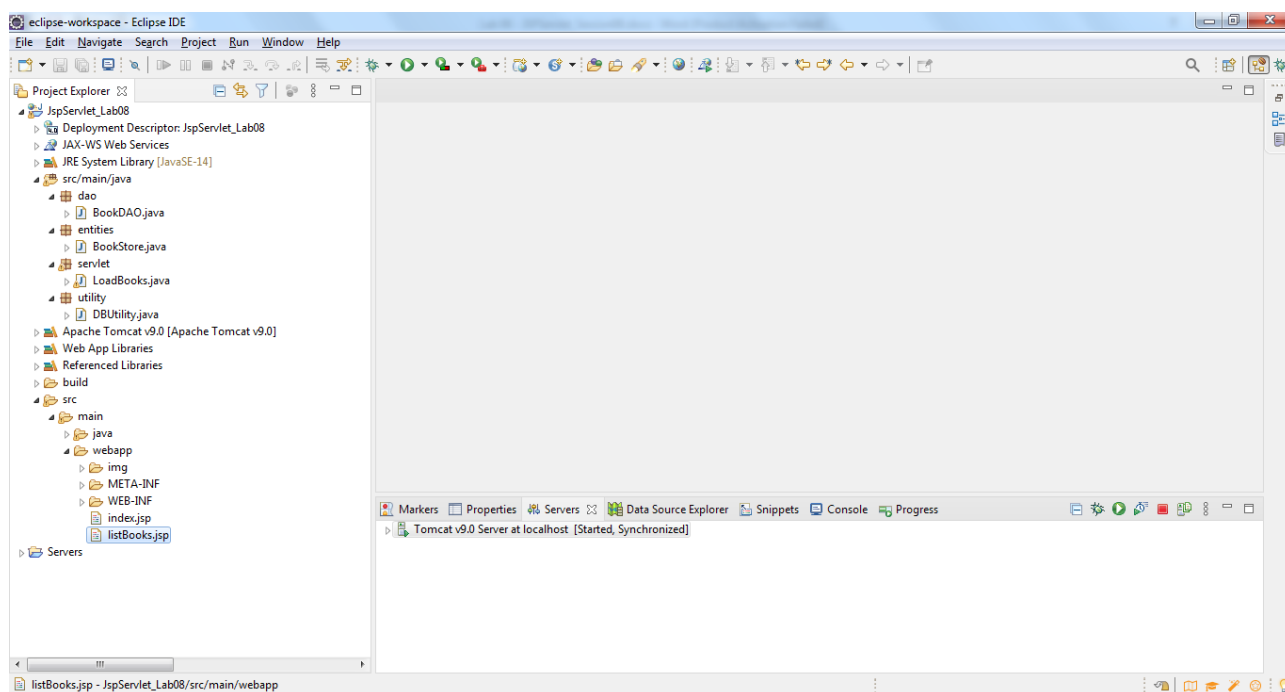 eclipse-workspace - Eclipse IDE
File Edit Navigate Search Project Run Window Help
Project Explorer
JspServlet_Lab08
Deployment Descriptor: JspServlet_Lab08
JAX-WS Web Services
JRE System Library [JavaSE-14]
src/main/java
dao
BookDAO.java
entities
BookStore.java
servlet
LoadBooks.java
utility
DBUtility.java
Apache Tomcat v9.0 [Apache Tomcat v9.0]
Web App Libraries
Referenced Libraries
build
src
main
java
webapp
img
META-INF
WEB-INF
index.jsp
listBooks.jsp
Servers
Markers Properties Servers Data Source Explorer Snippets Console Progress
Tomcat v9.0 Server at localhost [Started, Synchronized]
listBooks.jsp - JspServlet_Lab08/src/main/webapp